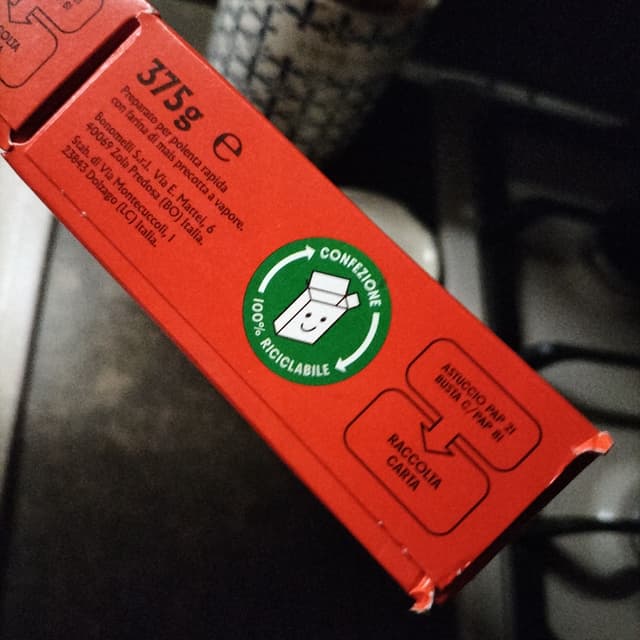 375g e
Preparato per polenta rapida
con farina di mais precotta a vapore.
Bonomelli S.r.l. Via E. Mattei, 6
40069 Zola Predosa (BO) Italia.
Stab. di Via Montecuccoli, 1
23843 Dolzago (LC) Italia.
CONFEZIONE
100% RICICLABILE
ASTUCCIO PAP 21
BUSTA C/PAP 81
RACCOLTA
CARTA